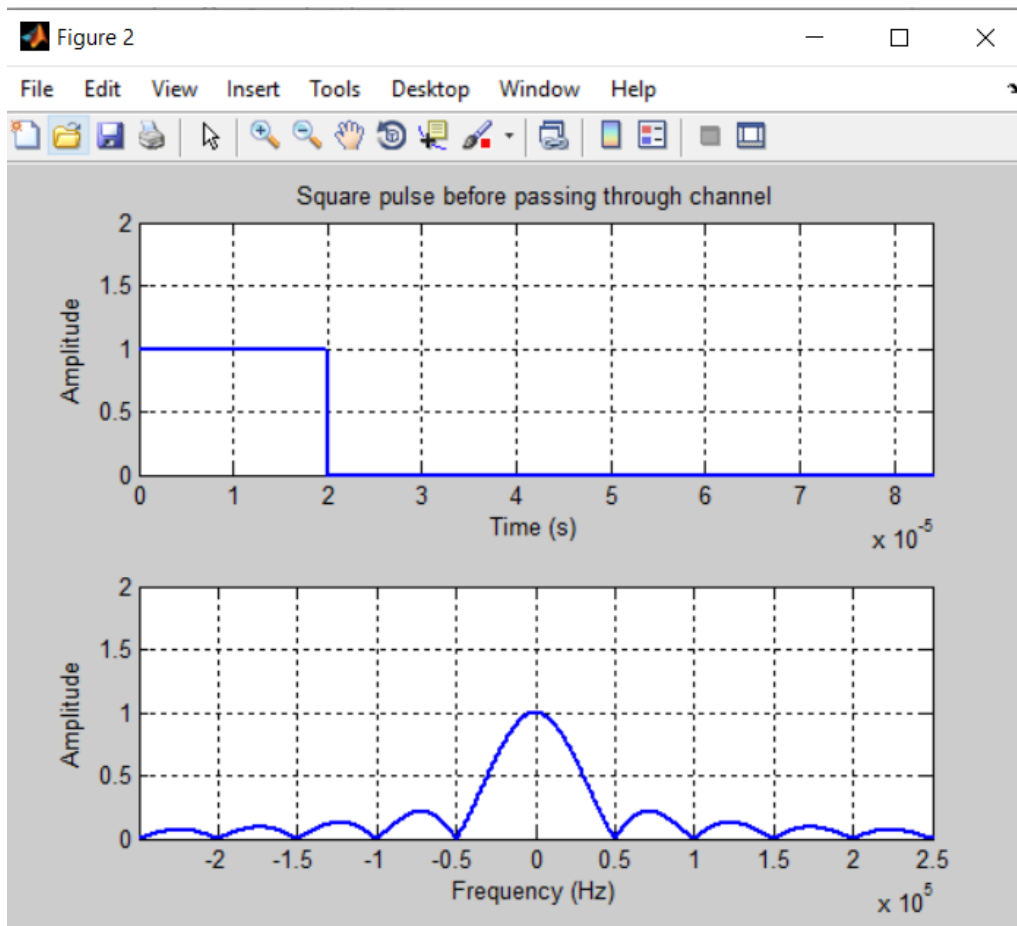 Figure 2
File Edit View Insert Tools Desktop Window Help
Square pulse before passing through channel
2
1.5
1
0.5
0
Amplitude
0 1 2 3 4 5 6 7 8
Time (s)
x 10^-5
2
1.5
1
0.5
0
Amplitude
-2 -1.5 -1 -0.5 0 0.5 1 1.5 2 2.5
Frequency (Hz)
x 10^5